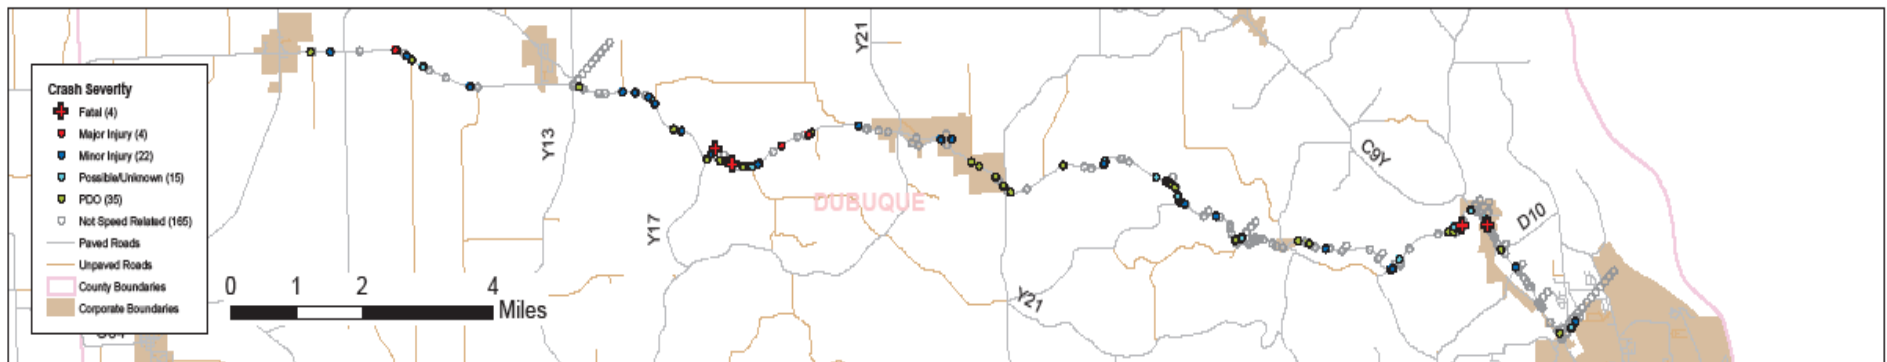 Crash Severity
Fatal (4)
Major Injury (4)
Minor Injury (22)
Possible/Unknown (15)
PDO (35)
Not Speed Related (165)
Paved Roads
Unpaved Roads
County Boundaries
Corporate Boundaries
0 1 2 4
Miles
Y13
Y17
Y21
DUBUQUE
Y21
C9Y
D10